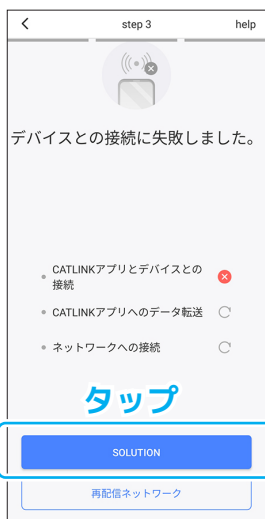 step 3
help
デバイスとの接続に失敗しました。
CATLINKアプリとデバイスとの
接続
CATLINKアプリへのデータ転送
ネットワークへの接続
タップ
SOLUTION
再配信ネットワーク